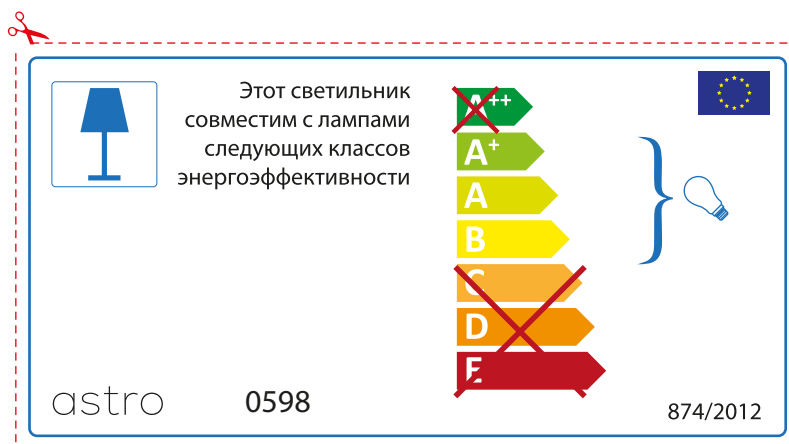 Этот светильник
совместим с лампами
следующих классов
энергоэффективности
A++
A+
A
B
C
D
E
astro
0598
874/2012